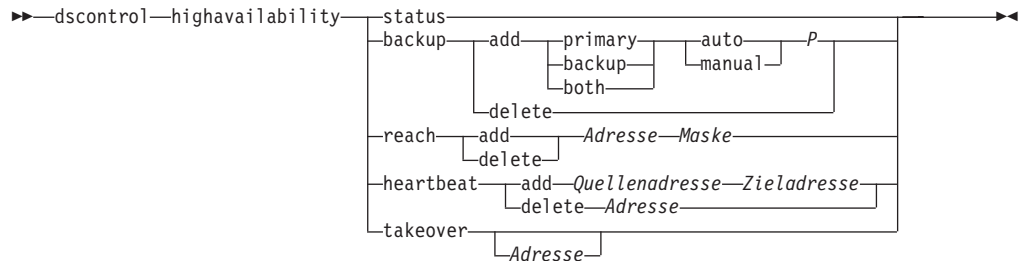 dscontrol highavailability status
backup add primary auto P
backup manual
both
delete
reach add Adresse Maske
delete
heartbeat add Quellenadresse Zieladresse
delete Adresse
takeover
Adresse